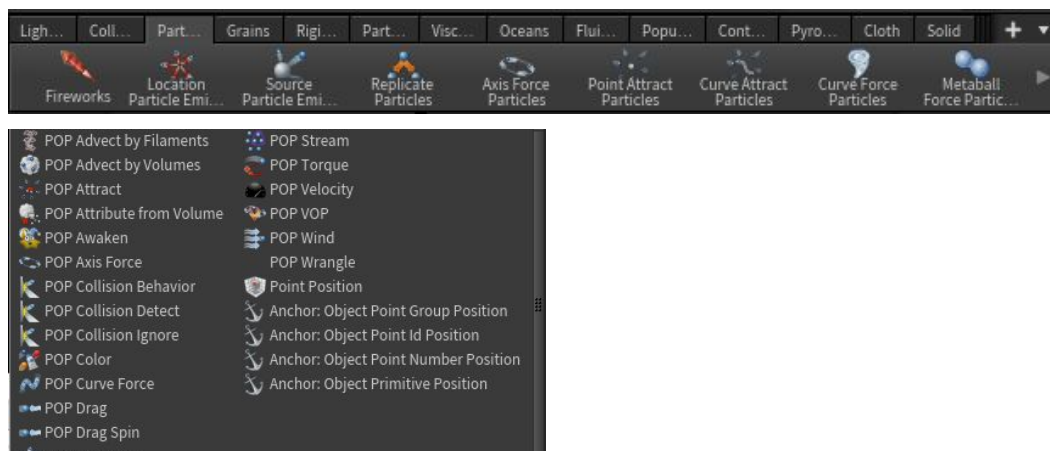 Ligh... Coll... Part... Grains Rigi... Part... Visc... Oceans Flui... Popu... Cont... Pyro... Cloth Solid +
Fireworks
Location
Particle Emi...
Source
Particle Emi...
Replicate
Particles
Axis Force
Particles
Point Attract
Particles
Curve Attract
Particles
Curve Force
Particles
Metaball
Force Partic...
POP Advect by Filaments
POP Advect by Volumes
POP Attract
POP Attribute from Volume
POP Awaken
POP Axis Force
POP Collision Behavior
POP Collision Detect
POP Collision Ignore
POP Color
POP Curve Force
POP Drag
POP Drag Spin
POP Stream
POP Torque
POP Velocity
POP VOP
POP Wind
POP Wrangle
Point Position
Anchor: Object Point Group Position
Anchor: Object Point Id Position
Anchor: Object Point Number Position
Anchor: Object Primitive Position